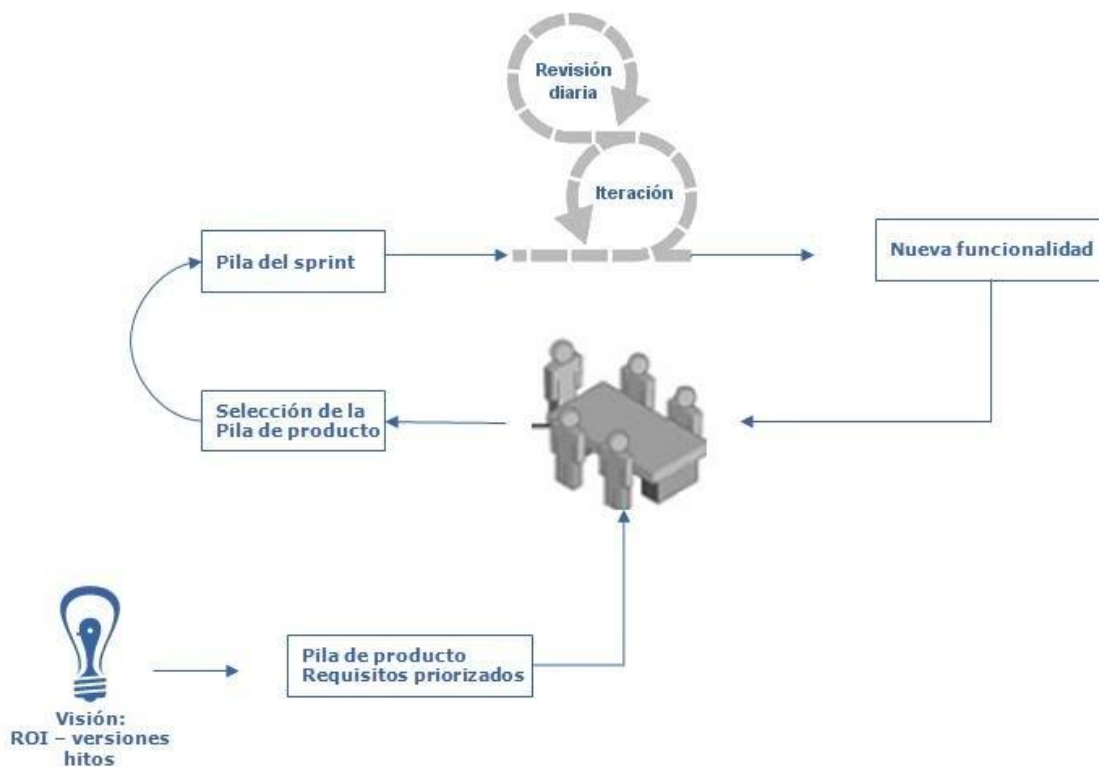 Revisión
diaria
Iteración
Pila del sprint
Nueva funcionalidad
Selección de la
Pila de producto
Pila de producto
Requisitos priorizados
Visión:
ROI – versiones
hitos